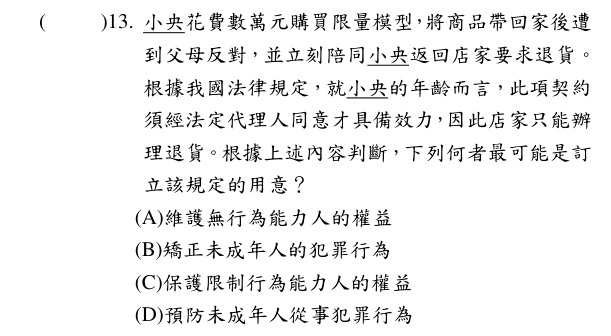 (　　)13. 小央花費數萬元購買限量模型，將商品帶回家後遭
到父母反對，並立刻陪同小央返回店家要求退貨。
根據我國法律規定，就小央的年齡而言，此項契約
須經法定代理人同意才具備效力，因此店家只能辦
理退貨。根據上述內容判斷，下列何者最可能是訂
立該規定的用意？
(A)維護無行為能力人的權益
(B)矯正未成年人的犯罪行為
(C)保護限制行為能力人的權益
(D)預防未成年人從事犯罪行為